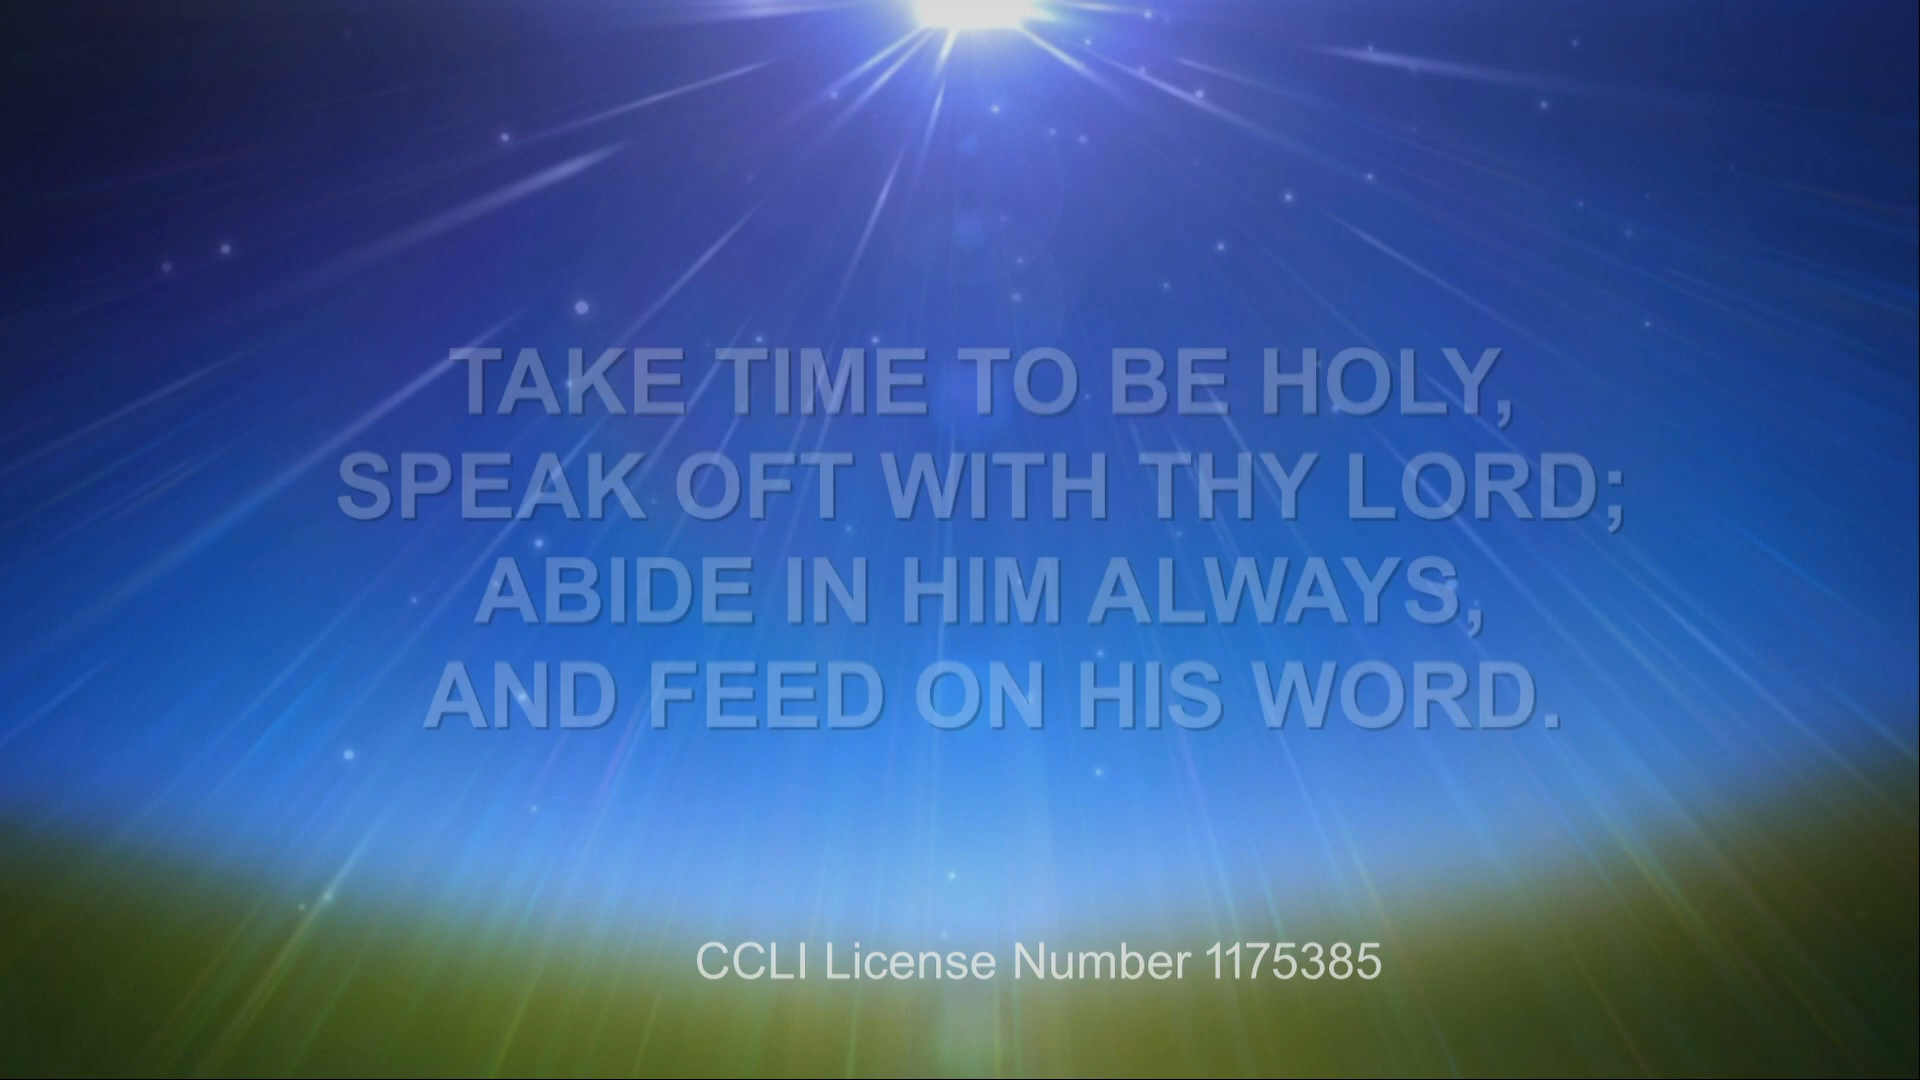 TAKE TIME TO BE HOLY,
SPEAK OFT WITH THY LORD;
ABIDE IN HIM ALWAYS,
AND FEED ON HIS WORD.
CCLI License Number 1175385